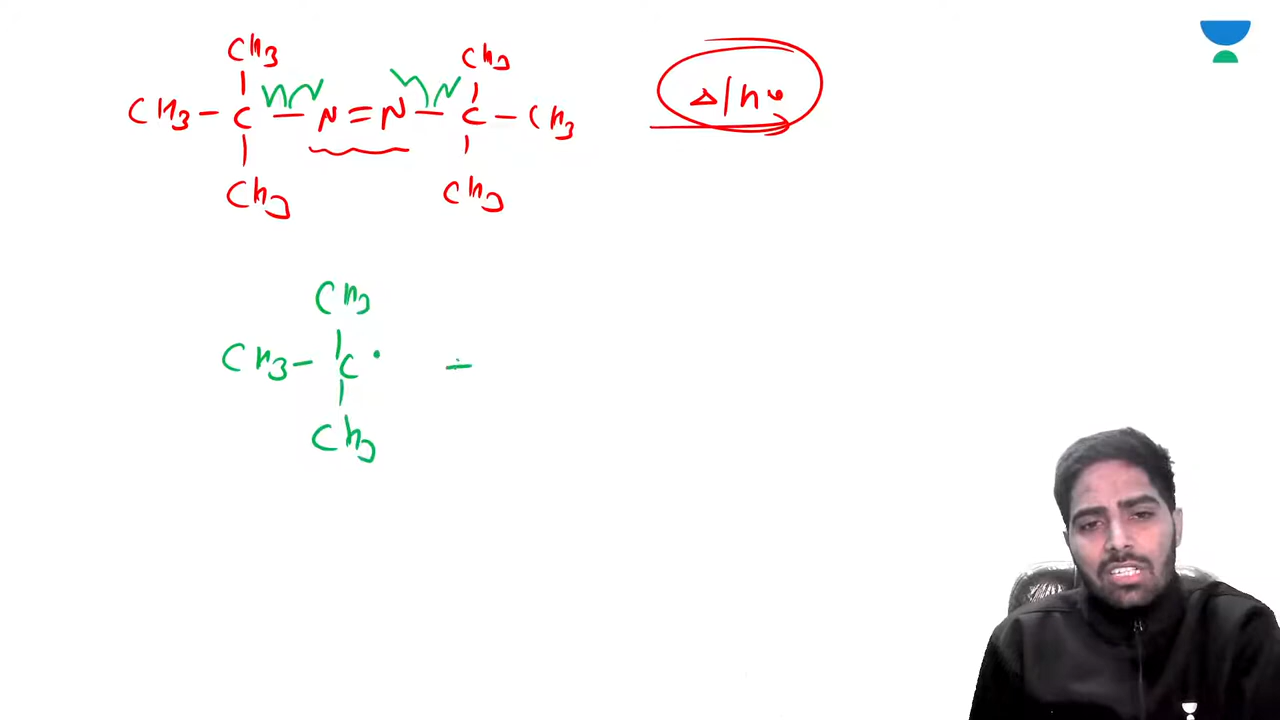 CH3 CH3
CH3 - C - N = N - C - CH3
CH3 CH3
Δ/hν
CH3
CH3 - C •
CH3